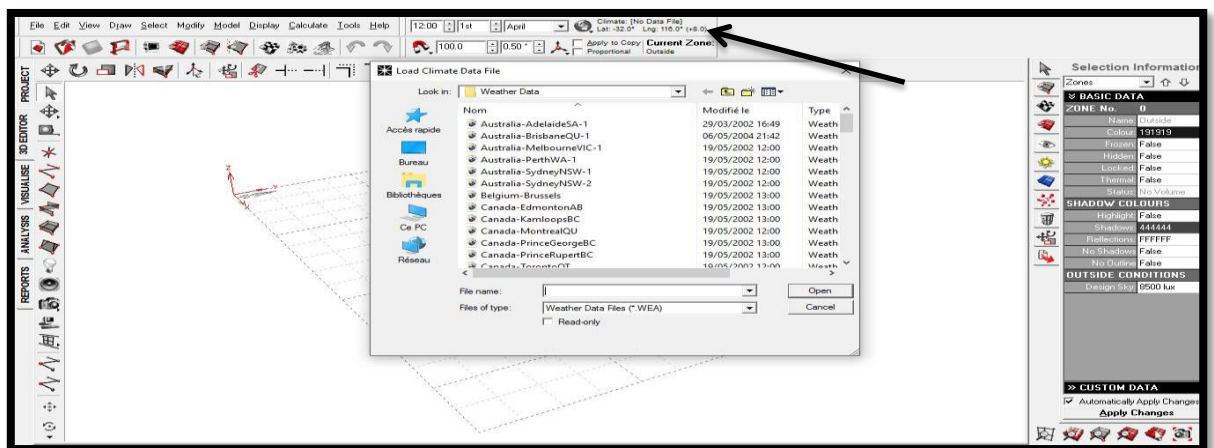 File Edit View Draw Select Modify Model Display Calculate Tools Help
12:00 1st April
Climate: [No Data File]
Lat: -32.0° Lng: 116.0° (+8.0)
100.0 0.50°
Apply to Copy
Proportional
Current Zone:
Outside
PROJECT
3D EDITOR
VISUALISE
ANALYSIS
REPORTS
Load Climate Data File
Look in: Weather Data
Accès rapide
Bureau
Bibliothèques
Ce PC
Réseau
Nom Modifié le Type
Australia-AdelaideSA-1 29/03/2002 16:49 Weath
Australia-BrisbaneQU-1 06/05/2004 21:42 Weath
Australia-MelbourneVIC-1 19/05/2002 12:00 Weath
Australia-PerthWA-1 19/05/2002 12:00 Weath
Australia-SydneyNSW-1 19/05/2002 12:00 Weath
Australia-SydneyNSW-2 19/05/2002 12:00 Weath
Belgium-Brussels 19/05/2002 13:00 Weath
Canada-EdmontonAB 19/05/2002 13:00 Weath
Canada-KamloopsBC 19/05/2002 13:00 Weath
Canada-MontrealQU 19/05/2002 12:00 Weath
Canada-PrinceGeorgeBC 19/05/2002 13:00 Weath
Canada-PrinceRupertBC 19/05/2002 13:00 Weath
Canada-TorontoOT 19/05/2002 12:00 Weath
File name: Open
Files of type: Weather Data Files (*.WEA) Cancel
Read-only
Selection Information
Zones
BASIC DATA
ZONE No. 0
Name Outside
Colour 191919
Frozen False
Hidden False
Locked False
Thermal False
Status No Volume
SHADOW COLOURS
Highlight False
Shadows 444444
Reflections FFFFFF
No Shadows False
No Outline False
OUTSIDE CONDITIONS
Design Sky 8500 lux
CUSTOM DATA
Automatically Apply Changes
Apply Changes